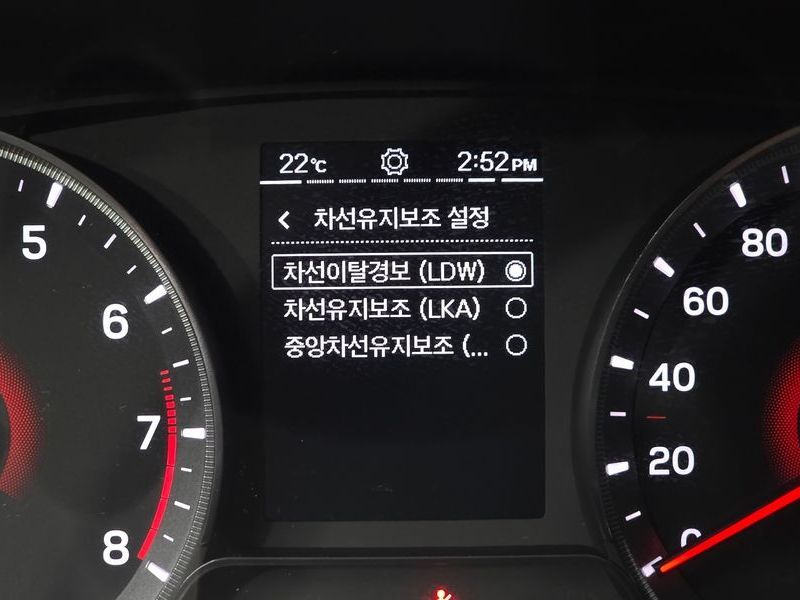 22℃ 2:52PM
차선유지보조 설정
차선이탈경보 (LDW)
차선유지보조 (LKA)
중앙차선유지보조 (...
5
6
7
8
80
60
40
20
0